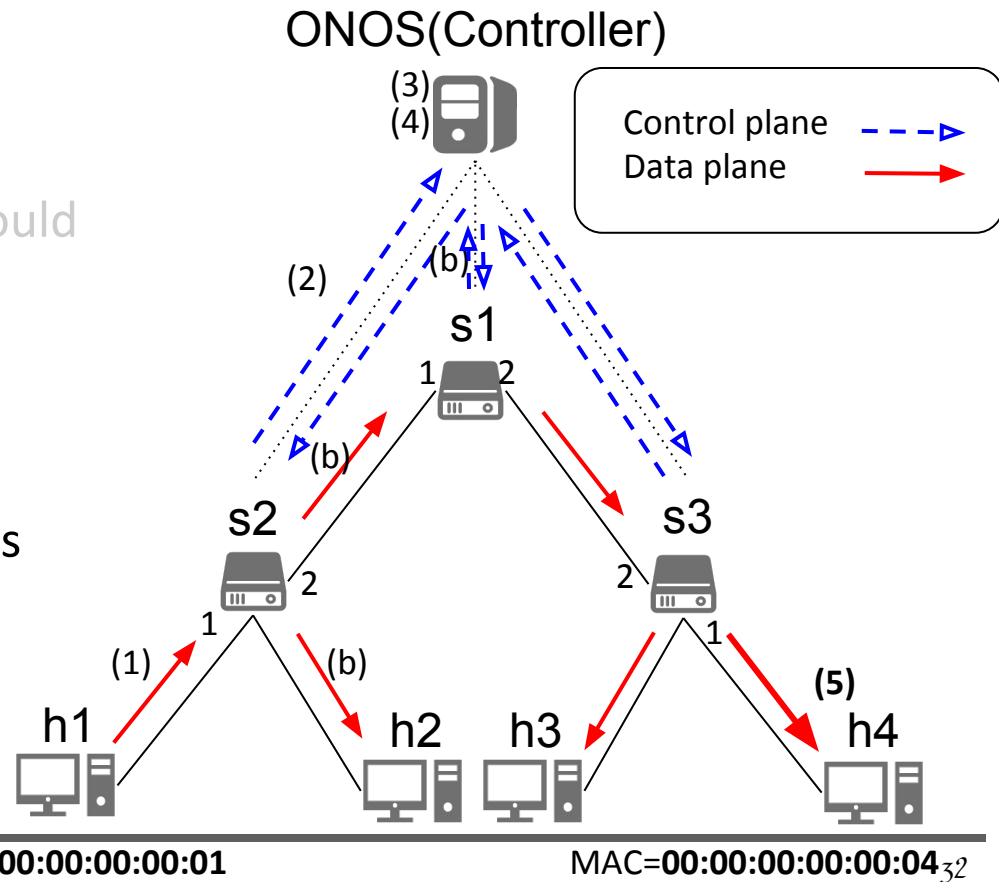 ONOS(Controller)
(3)
(4)
Control plane
Data plane
ould
(2)
(b)
s1
1
2
(b)
s2
s3
s
2
2
1
1
(1)
(b)
(5)
h1
h2
h3
h4
00:00:00:00:01
MAC=00:00:00:00:00:04
32